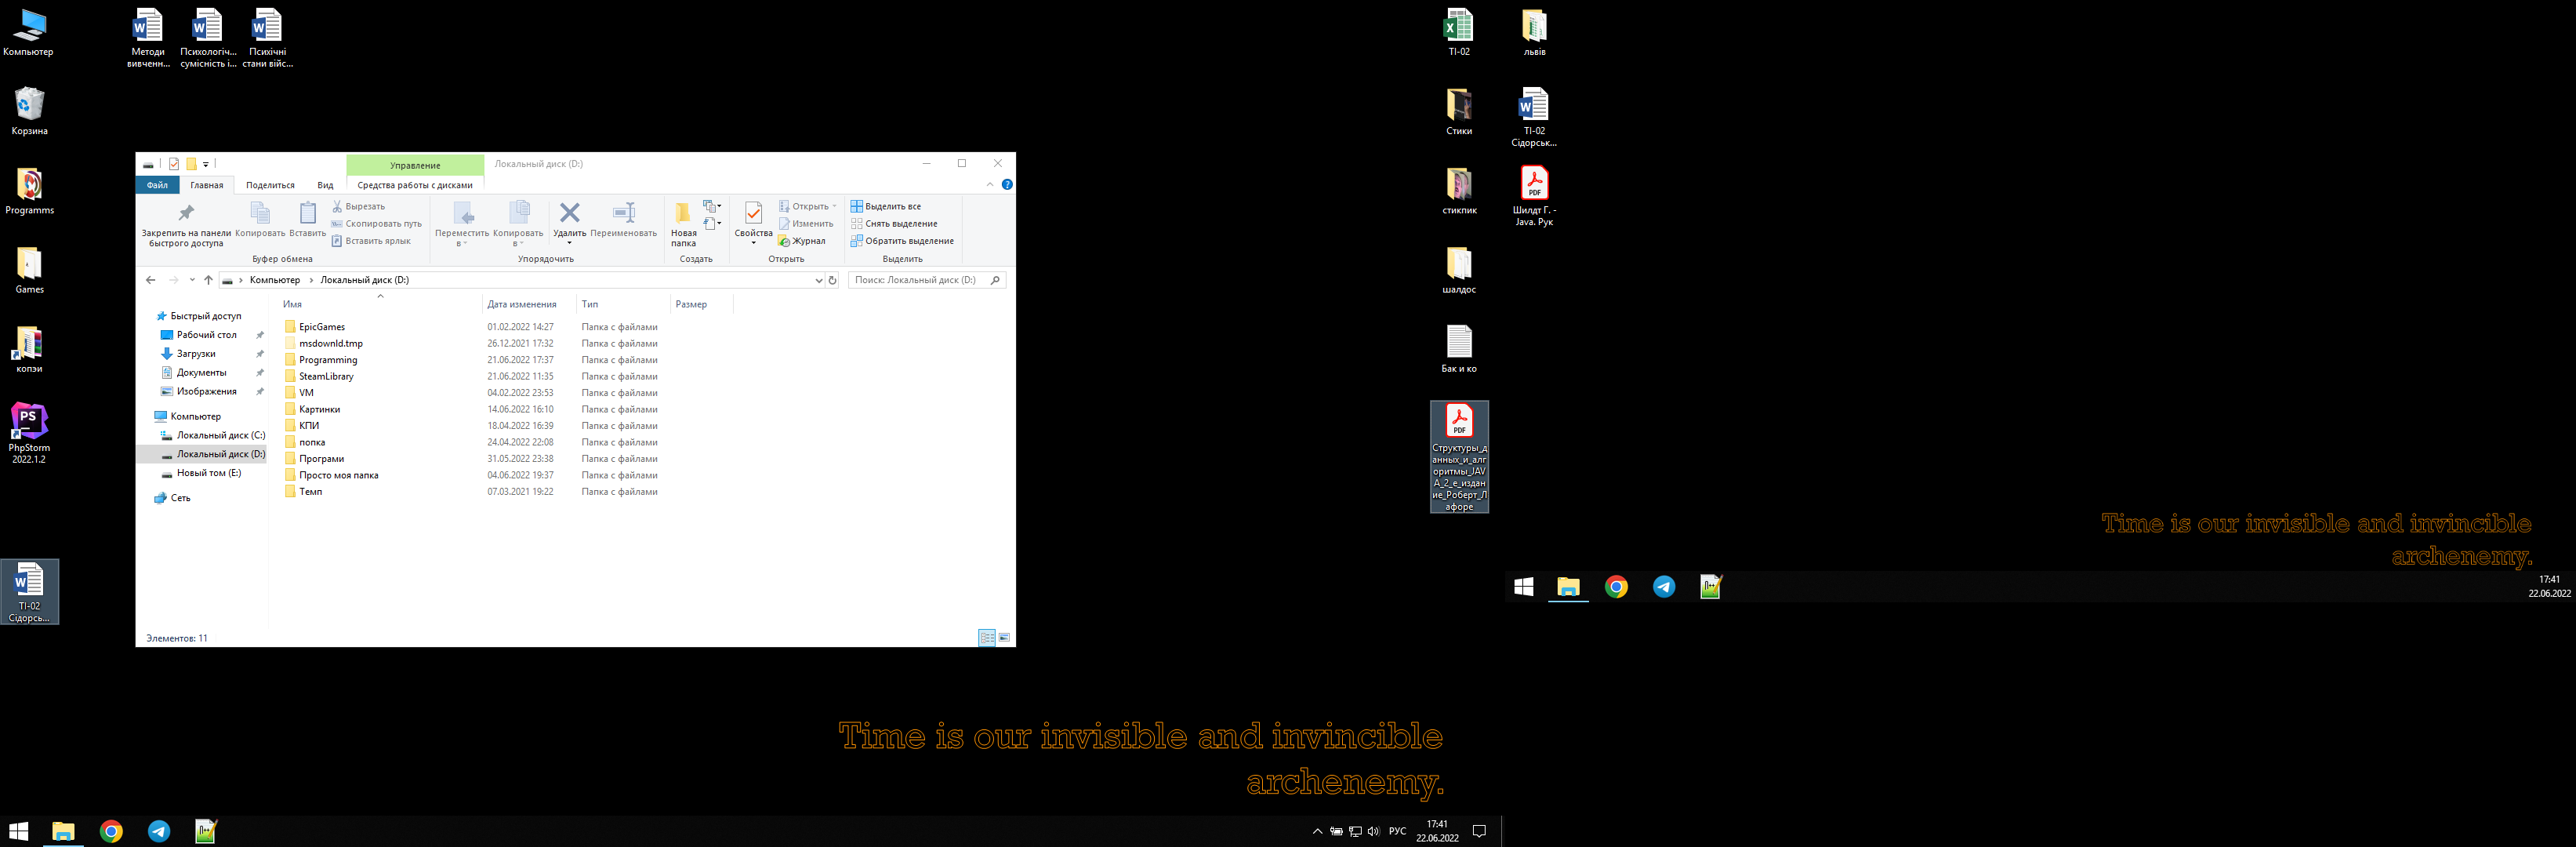 Компьютер
Корзина
Programms
Games
копэи
PhpStorm
2022.1.2
TI-02
Сідорсь...
Методи
вивченн...
Психологіч...
сумісність і...
Психічні
стани війс...
Управление
Локальный диск (D:)
Файл
Главная
Поделиться
Вид
Средства работы с дисками
Закрепить на панели
быстрого доступа
Копировать
Вставить
Вырезать
Скопировать путь
Вставить ярлык
Буфер обмена
Переместить
в
Копировать
в
Удалить
Переименовать
Упорядочить
Новая
папка
Создать
Свойства
Открыть
Изменить
Журнал
Открыть
Выделить все
Снять выделение
Обратить выделение
Выделить
Компьютер
Локальный диск (D:)
Поиск: Локальный диск (D:)
Быстрый доступ
Рабочий стол
Загрузки
Документы
Изображения
Компьютер
Локальный диск (C:)
Локальный диск (D:)
Новый том (E:)
Сеть
Имя Дата изменения Тип Размер
EpicGames 01.02.2022 14:27 Папка с файлами
msdownld.tmp 26.12.2021 17:32 Папка с файлами
Programming 21.06.2022 17:37 Папка с файлами
SteamLibrary 21.06.2022 11:35 Папка с файлами
VM 04.02.2022 23:53 Папка с файлами
Картинки 14.06.2022 16:10 Папка с файлами
КПИ 18.04.2022 16:39 Папка с файлами
попка 24.04.2022 22:08 Папка с файлами
Програми 31.05.2022 23:38 Папка с файлами
Просто моя папка 04.06.2022 19:37 Папка с файлами
Темп 07.03.2021 19:22 Папка с файлами
Элементов: 11
Time is our invisible and invincible
archenemy.
РУС
17:41
22.06.2022
TI-02
Стики
стикпик
шалдос
Бак и ко
PDF
Структуры_д
анных_и_алг
оритмы_JAV
A_2_е_издан
ие_Роберт_Л
афоре
львів
TI-02
Сідорськ...
PDF
Шилдт Г. -
Java. Рук
Time is our invisible and invincible
archenemy.
17:41
22.06.2022